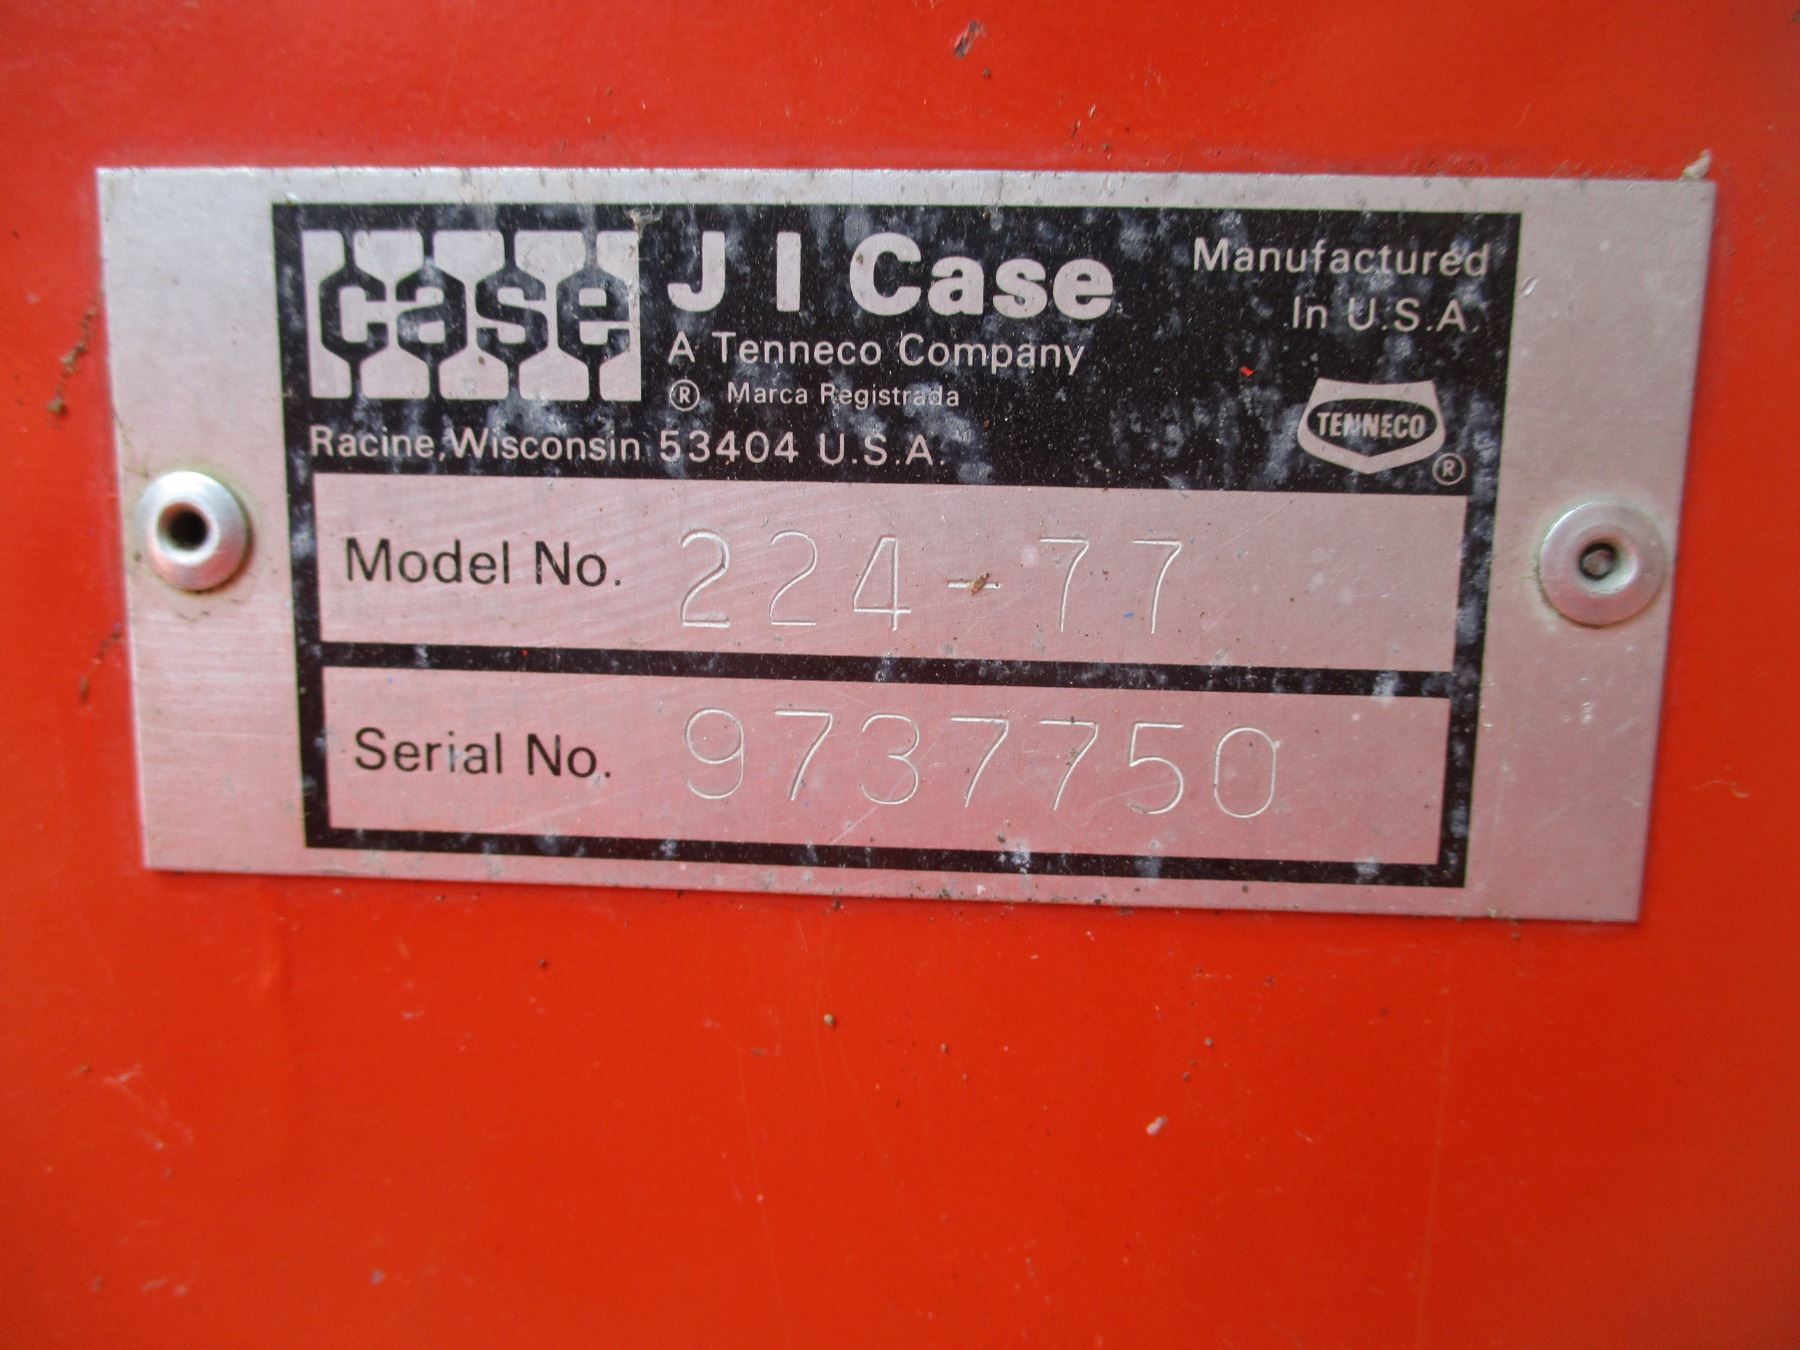 case
J I Case
A Tenneco Company
® Marca Registrada
Racine, Wisconsin 53404 U.S.A.
Manufactured
In U.S.A.
TENNECO
®
Model No. 224-77
Serial No. 9737750